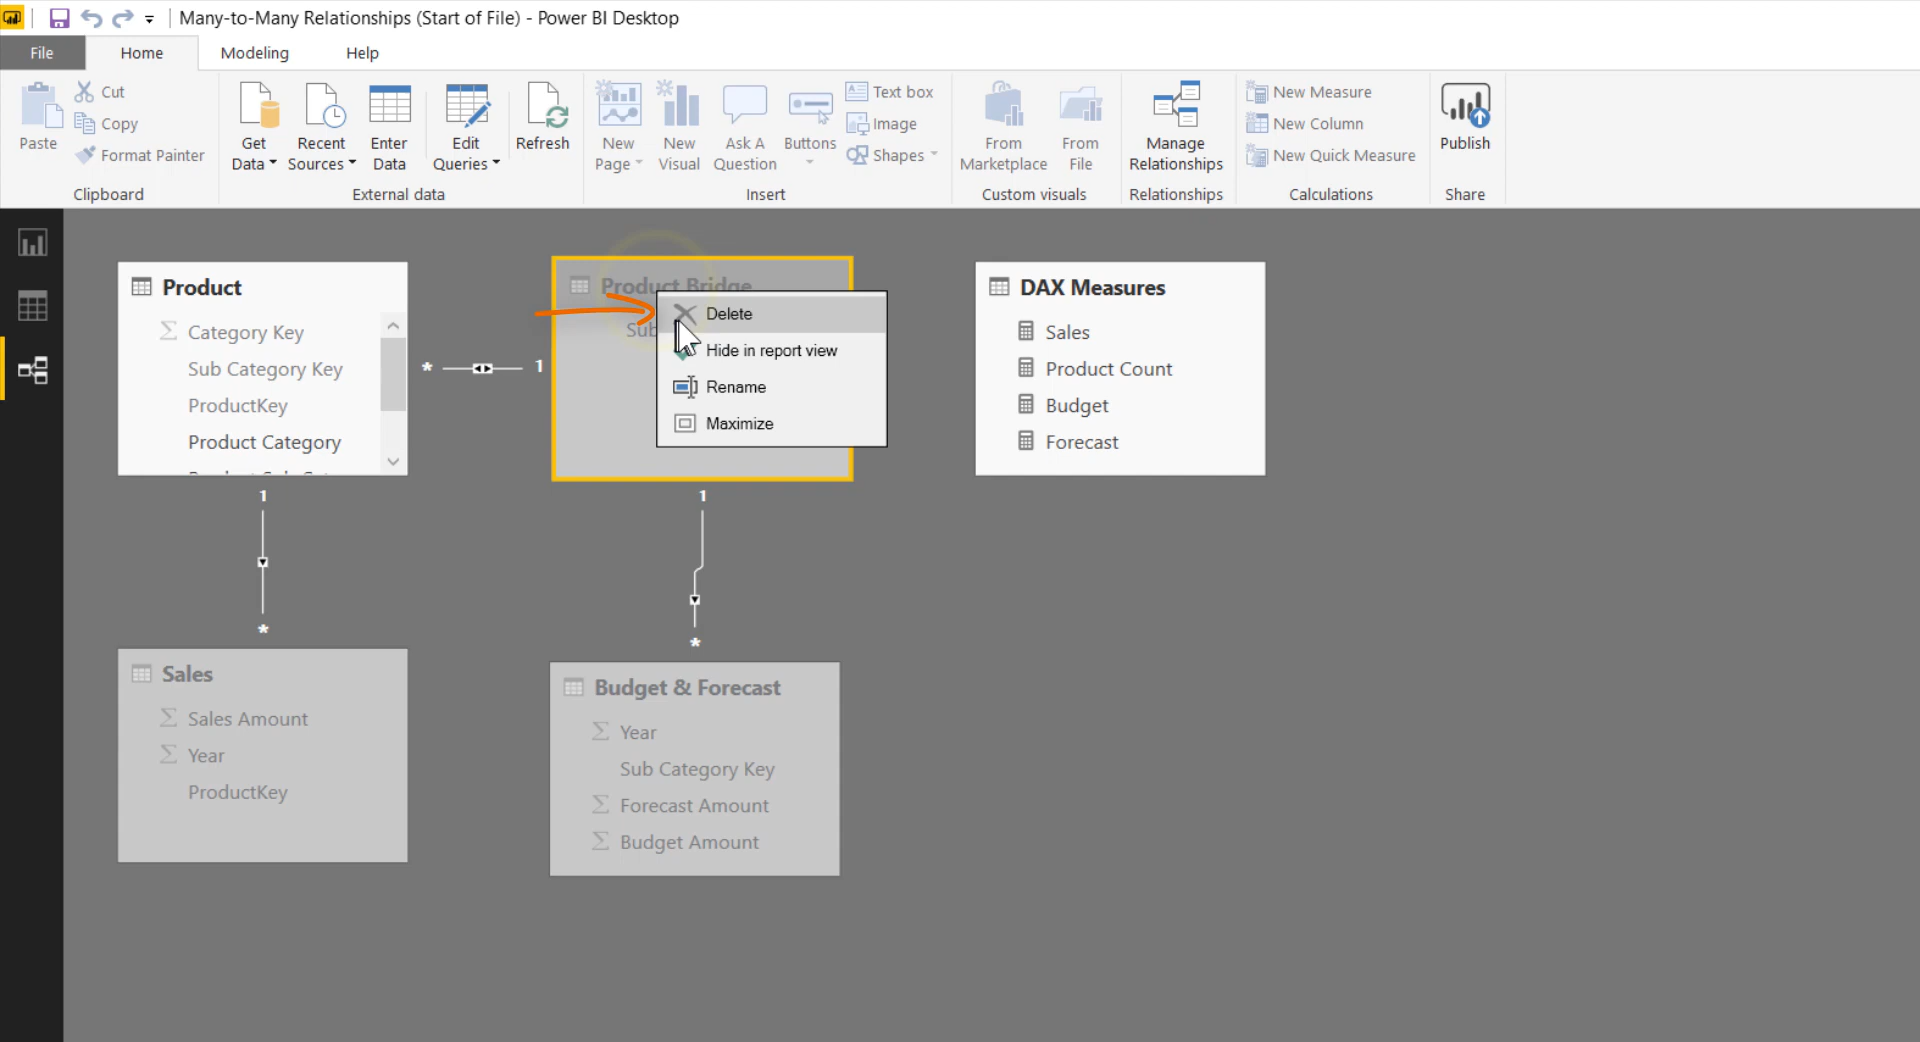 Many-to-Many Relationships (Start of File) - Power BI Desktop
File Home Modeling Help
Paste
Cut
Copy
Format Painter
Clipboard
Get Data
Recent Sources
Enter Data
Edit Queries
Refresh
External data
New Page
New Visual
Ask A Question
Buttons
Text box
Image
Shapes
Insert
From Marketplace
From File
Custom visuals
Manage Relationships
Relationships
New Measure
New Column
New Quick Measure
Calculations
Publish
Share
Product
Category Key
Sub Category Key
ProductKey
Product Category
* 1
Product Bridge
Sub
Delete
Hide in report view
Rename
Maximize
DAX Measures
Sales
Product Count
Budget
Forecast
1
*
1
*
Sales
Sales Amount
Year
ProductKey
Budget & Forecast
Year
Sub Category Key
Forecast Amount
Budget Amount